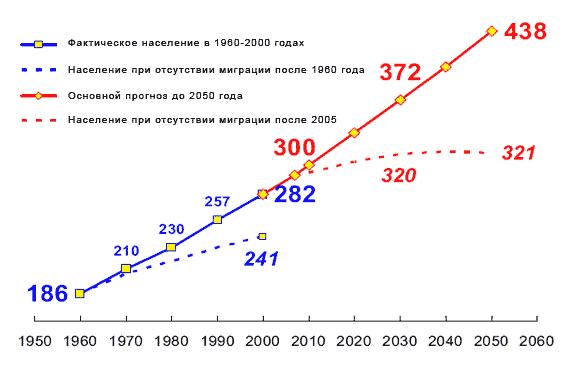 Фактическое население в 1960-2000 годах
Население при отсутствии миграции после 1960 года
Основной прогноз до 2050 года
Население при отсутствии миграции после 2005
438
372
300
321
320
282
257
230
210
241
186
1950 1960 1970 1980 1990 2000 2010 2020 2030 2040 2050 2060